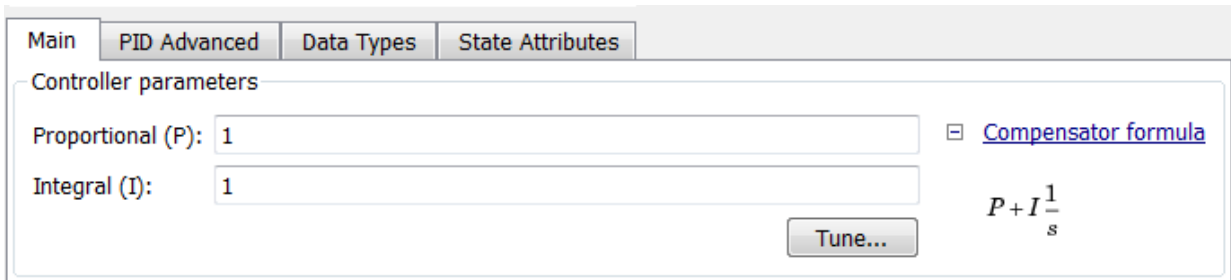 Main PID Advanced Data Types State Attributes
Controller parameters
Proportional (P): 1
Compensator formula
Integral (I): 1
P + I 1/s
Tune...